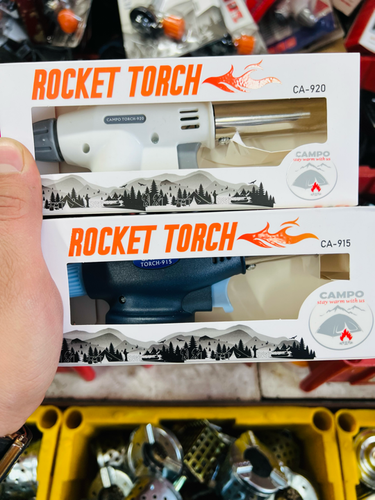 ROCKET TORCH
CA-920
CAMPO TORCH-920
CAMPO
stay warm with us
ROCKET TORCH
CA-915
TORCH-915
CAMPO
stay warm with us